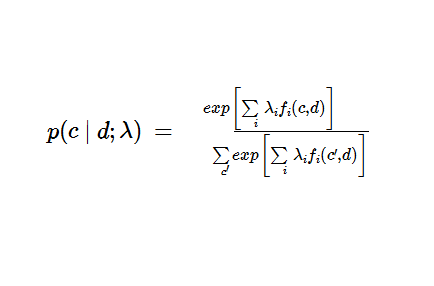 p(c | d; λ) = exp[∑_i λ_i f_i(c,d)] / ∑_{c'} exp[∑_i λ_i f_i(c',d)]